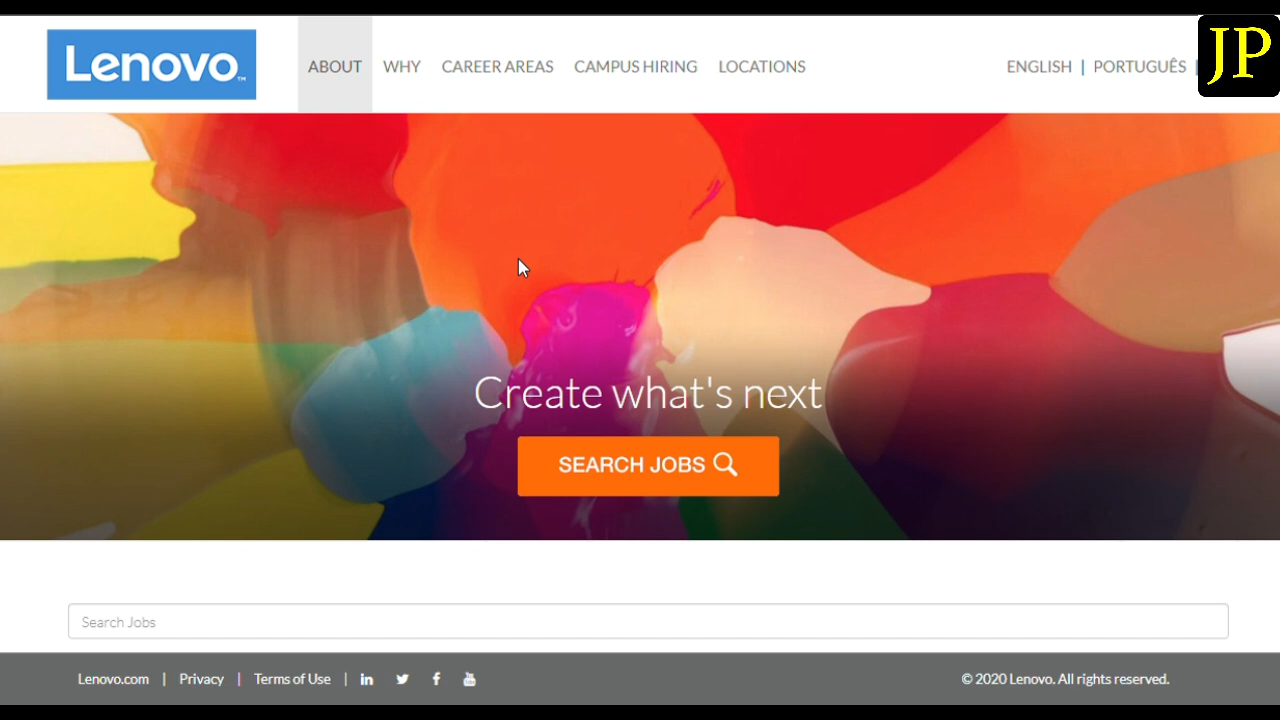 Lenovo™
ABOUT WHY CAREER AREAS CAMPUS HIRING LOCATIONS
ENGLISH | PORTUGUÊS |
JP
Create what's next
SEARCH JOBS
Search Jobs
Lenovo.com | Privacy | Terms of Use |
© 2020 Lenovo. All rights reserved.